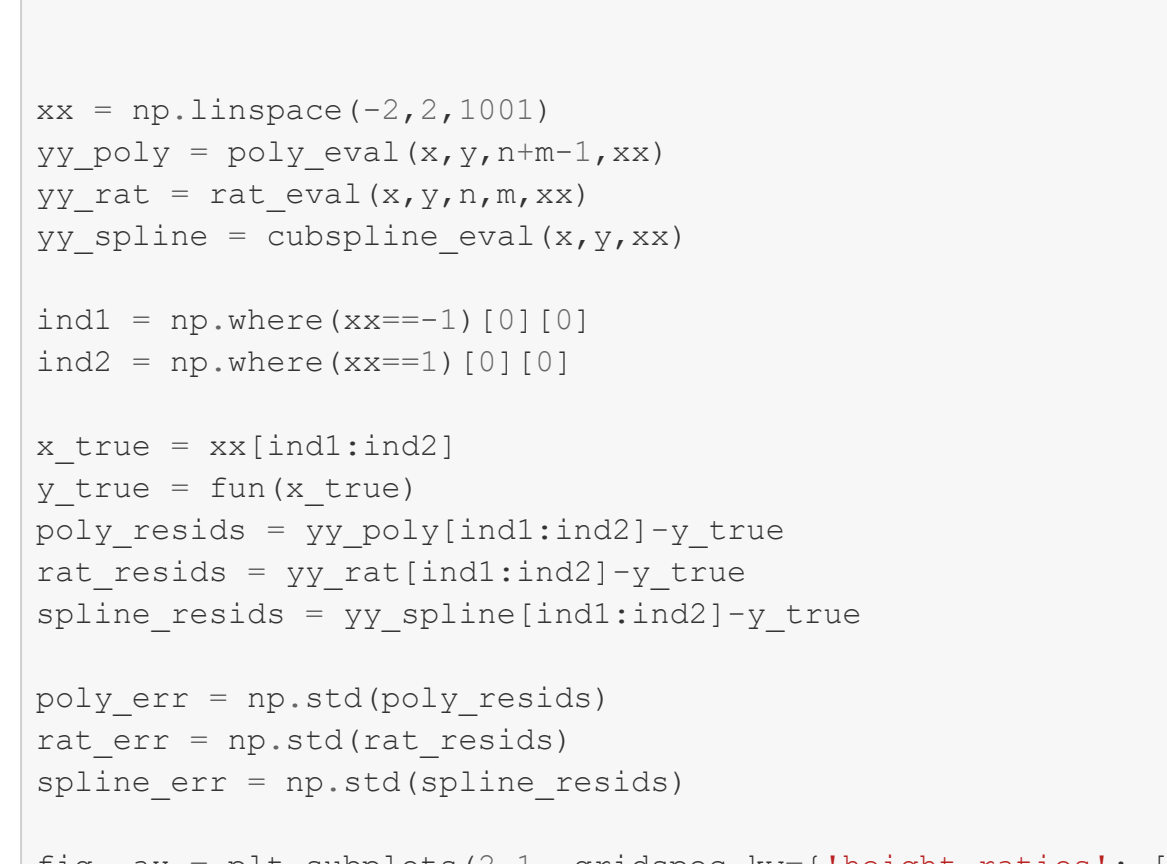 xx = np.linspace(-2,2,1001)
yy_poly = poly_eval(x,y,n+m-1,xx)
yy_rat = rat_eval(x,y,n,m,xx)
yy_spline = cubspline_eval(x,y,xx)
ind1 = np.where(xx==-1)[0][0]
ind2 = np.where(xx==1)[0][0]
x_true = xx[ind1:ind2]
y_true = fun(x_true)
poly_resids = yy_poly[ind1:ind2]-y_true
rat_resids = yy_rat[ind1:ind2]-y_true
spline_resids = yy_spline[ind1:ind2]-y_true
poly_err = np.std(poly_resids)
rat_err = np.std(rat_resids)
spline_err = np.std(spline_resids)